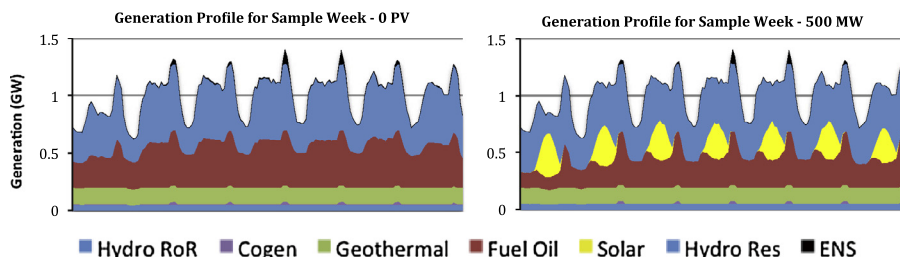 Generation Profile for Sample Week - 0 PV
Generation Profile for Sample Week - 500 MW
Generation (GW)
1.5
1
0.5
0
1.5
1
0.5
0
Hydro RoR Cogen Geothermal Fuel Oil Solar Hydro Res ENS